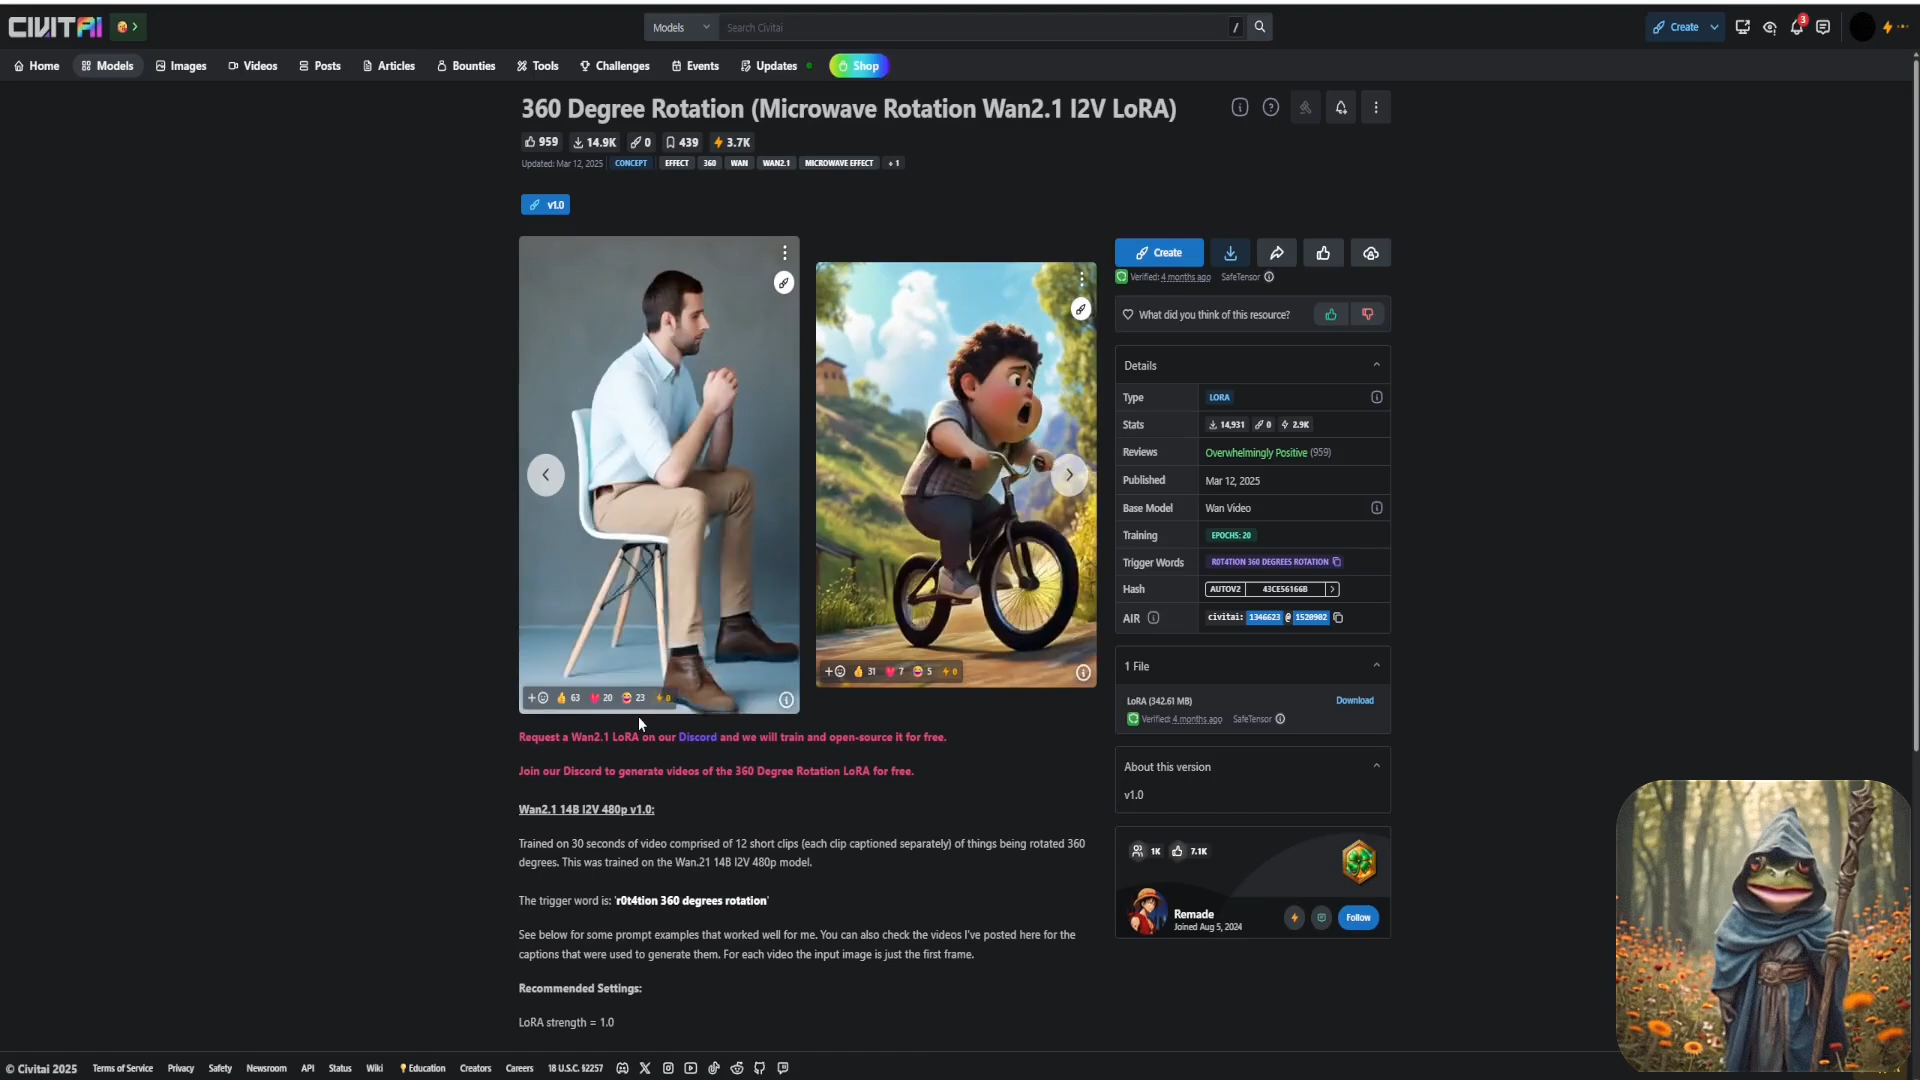 CIVITAI
Models
Search Civitai
/
Create
3
Home
Models
Images
Videos
Posts
Articles
Bounties
Tools
Challenges
Events
Updates
Shop
360 Degree Rotation (Microwave Rotation Wan2.1 I2V LoRA)
959
14.9K
0
439
3.7K
Updated: Mar 12, 2025
CONCEPT
EFFECT
360
WAN
WAN2.1
MICROWAVE EFFECT
+ 1
v1.0
Create
Verified: 4 months ago
SafeTensor
What did you think of this resource?
Details
Type
LORA
Stats
14,931
0
2.9K
Reviews
Overwhelmingly Positive (959)
Published
Mar 12, 2025
Base Model
Wan Video
Training
EPOCHS: 20
Trigger Words
R0T4TION 360 DEGREES ROTATION
Hash
AUTOV2
43CE56166B
AIR
civitai: 1346623 @ 1520902
63
20
23
0
31
7
5
0
1 File
LoRA (342.61 MB)
Download
Verified: 4 months ago
SafeTensor
About this version
v1.0
1K
7.1K
Remade
Joined Aug 5, 2024
Follow
Request a Wan2.1 LoRA on our Discord and we will train and open-source it for free.
Join our Discord to generate videos of the 360 Degree Rotation LoRA for free.
Wan2.1 14B I2V 480p v1.0:
Trained on 30 seconds of video comprised of 12 short clips (each clip captioned separately) of things being rotated 360
degrees. This was trained on the Wan.21 14B I2V 480p model.
The trigger word is: 'r0t4tion 360 degrees rotation'
See below for some prompt examples that worked well for me. You can also check the videos I've posted here for the
captions that were used to generate them. For each video the input image is just the first frame.
Recommended Settings:
LoRA strength = 1.0
© Civitai 2025
Terms of Service
Privacy
Safety
Newsroom
API
Status
Wiki
Education
Creators
Careers
18 U.S.C. §2257